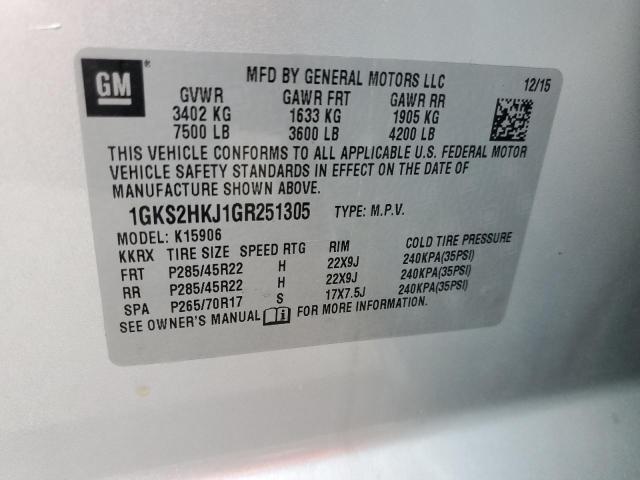 GM
MFD BY GENERAL MOTORS LLC 12/15
GVWR GAWR FRT GAWR RR
3402 KG 1633 KG 1905 KG
7500 LB 3600 LB 4200 LB
THIS VEHICLE CONFORMS TO ALL APPLICABLE U.S. FEDERAL MOTOR
VEHICLE SAFETY STANDARDS IN EFFECT ON THE DATE OF
MANUFACTURE SHOWN ABOVE.
1GKS2HKJ1GR251305 TYPE: M.P.V.
MODEL: K15906
KKRX TIRE SIZE SPEED RTG RIM COLD TIRE PRESSURE
FRT P285/45R22 H 22X9J 240KPA(35PSI)
RR P285/45R22 H 22X9J 240KPA(35PSI)
SPA P265/70R17 S 17X7.5J 240KPA(35PSI)
SEE OWNER'S MANUAL i FOR MORE INFORMATION.